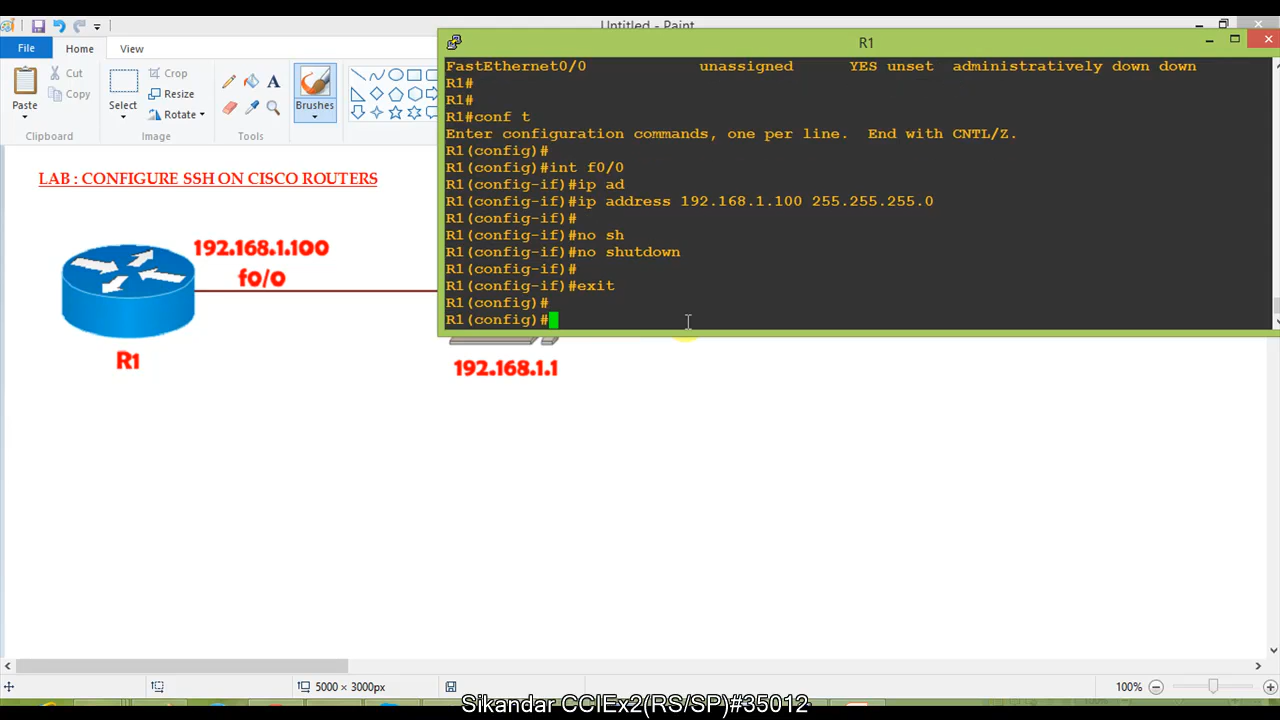 Untitled - Paint
File
Home
View
Paste
Cut
Copy
Clipboard
Select
Crop
Resize
Rotate
Image
Tools
Brushes
LAB : CONFIGURE SSH ON CISCO ROUTERS
192.168.1.100
f0/0
R1
192.168.1.1
R1
FastEthernet0/0 unassigned YES unset administratively down down
R1#
R1#
R1#conf t
Enter configuration commands, one per line. End with CNTL/Z.
R1(config)#
R1(config)#int f0/0
R1(config-if)#ip ad
R1(config-if)#ip address 192.168.1.100 255.255.255.0
R1(config-if)#
R1(config-if)#no sh
R1(config-if)#no shutdown
R1(config-if)#
R1(config-if)#exit
R1(config)#
R1(config)#
5000 × 3000px
100%
Sikandar CCIEx2(RS/SP)#35012